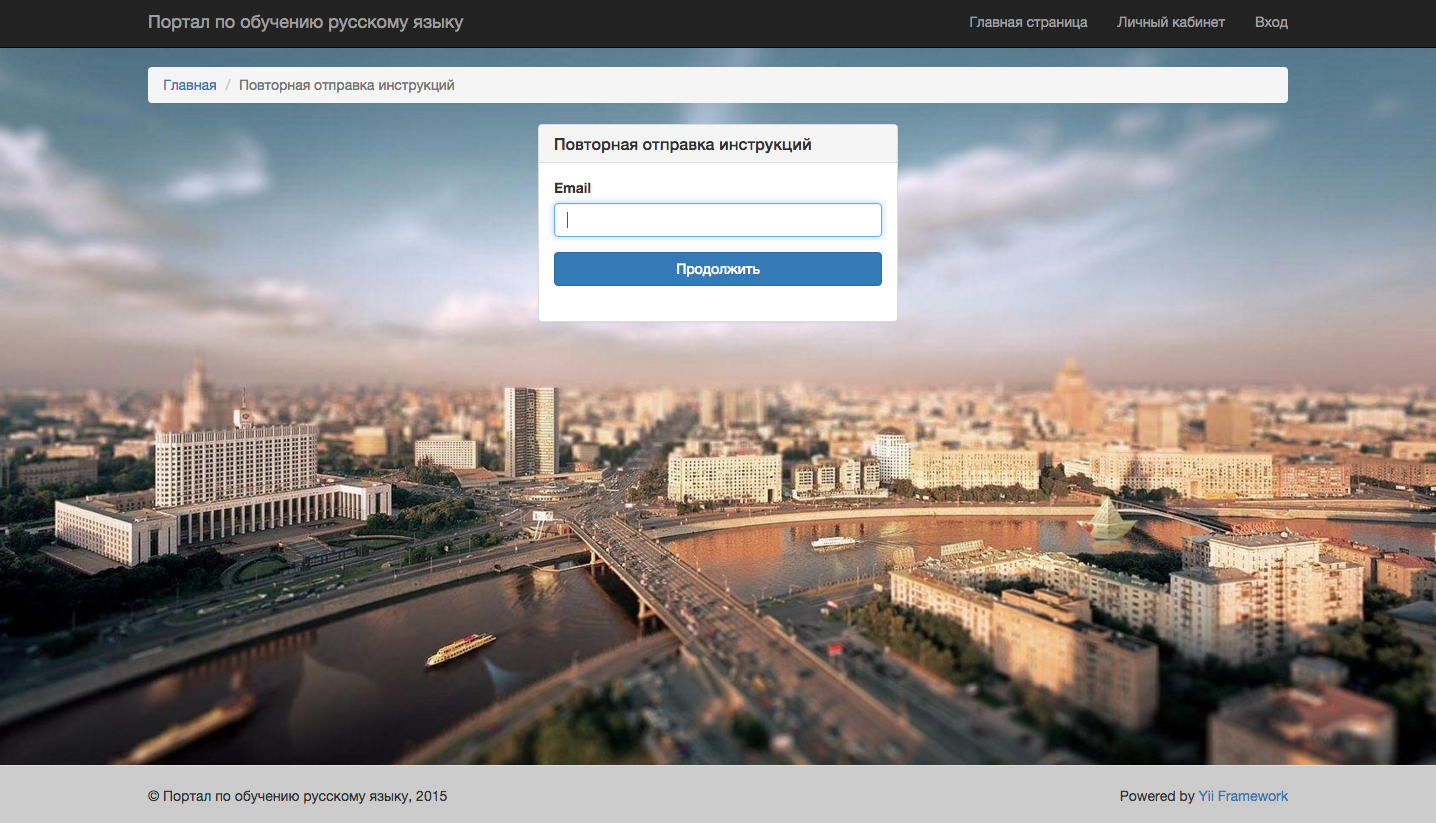 Портал по обучению русскому языку
Главная страница Личный кабинет Вход
Главная / Повторная отправка инструкций
Повторная отправка инструкций
Email
Продолжить
© Портал по обучению русскому языку, 2015
Powered by Yii Framework